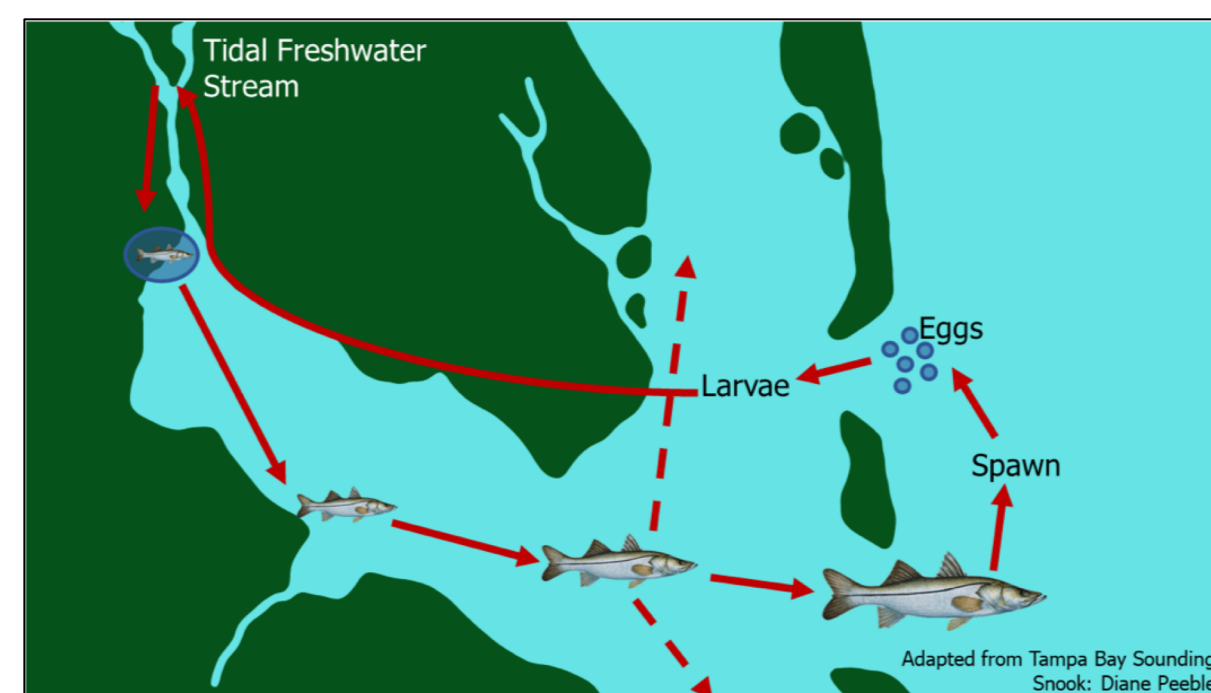 Tidal Freshwater
Stream
Eggs
Larvae
Spawn
Adapted from Tampa Bay Sounding
Snook: Diane Peeble